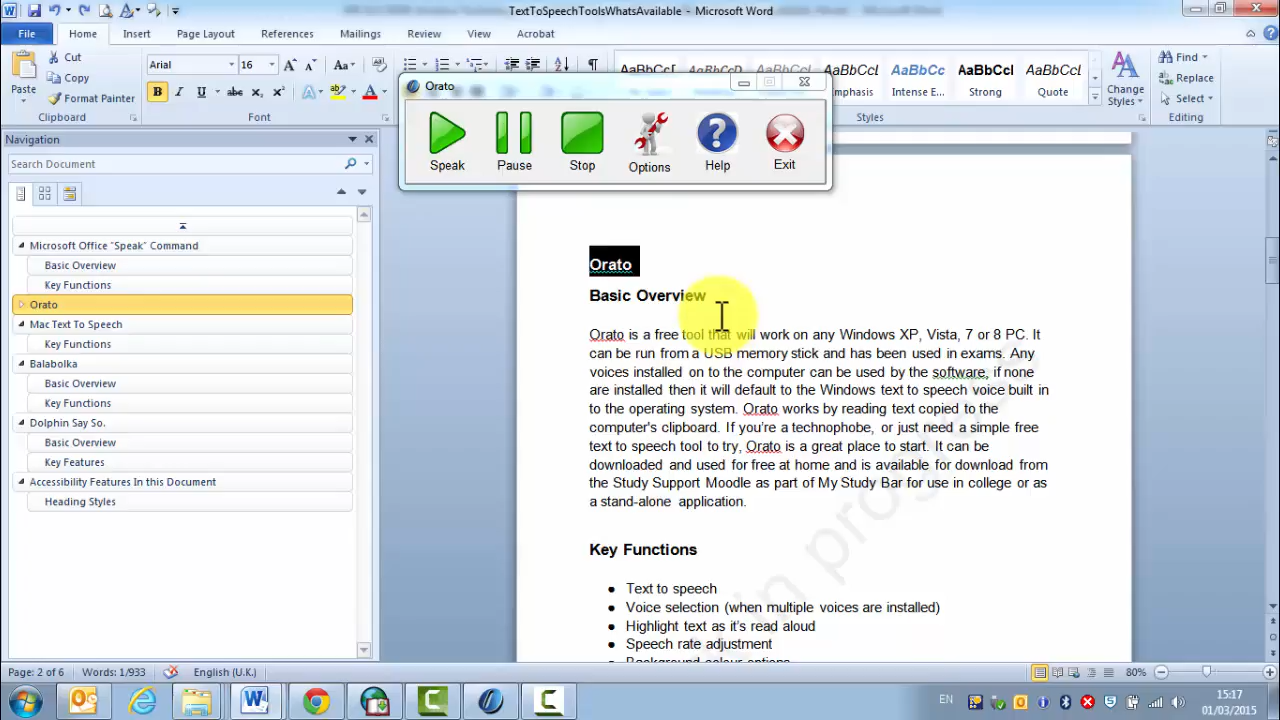 TextToSpeechToolsWhatsAvailable - Microsoft Word
File Home Insert Page Layout References Mailings Review View Acrobat
Paste
Cut
Copy
Format Painter
Clipboard
Arial 16
B I U abc x₂ x²
Font
Emphasis
Intense E...
Strong
Quote
Styles
Change
Styles
Find
Replace
Select
Editing
Navigation
Search Document
Microsoft Office "Speak" Command
Basic Overview
Key Functions
Orato
Mac Text To Speech
Key Functions
Balabolka
Basic Overview
Key Functions
Dolphin Say So.
Basic Overview
Key Features
Accessibility Features In this Document
Heading Styles
Orato
Speak Pause Stop Options Help Exit
Orato
Basic Overview
Orato is a free tool that will work on any Windows XP, Vista, 7 or 8 PC. It
can be run from a USB memory stick and has been used in exams. Any
voices installed on to the computer can be used by the software, if none
are installed then it will default to the Windows text to speech voice built in
to the operating system. Orato works by reading text copied to the
computer's clipboard. If you're a technophobe, or just need a simple free
text to speech tool to try, Orato is a great place to start. It can be
downloaded and used for free at home and is available for download from
the Study Support Moodle as part of My Study Bar for use in college or as
a stand-alone application.
Key Functions
● Text to speech
● Voice selection (when multiple voices are installed)
● Highlight text as it's read aloud
● Speech rate adjustment
Background colour options
in progress
Page: 2 of 6 Words: 1/933 English (U.K.) 80%
EN 15:17
01/03/2015